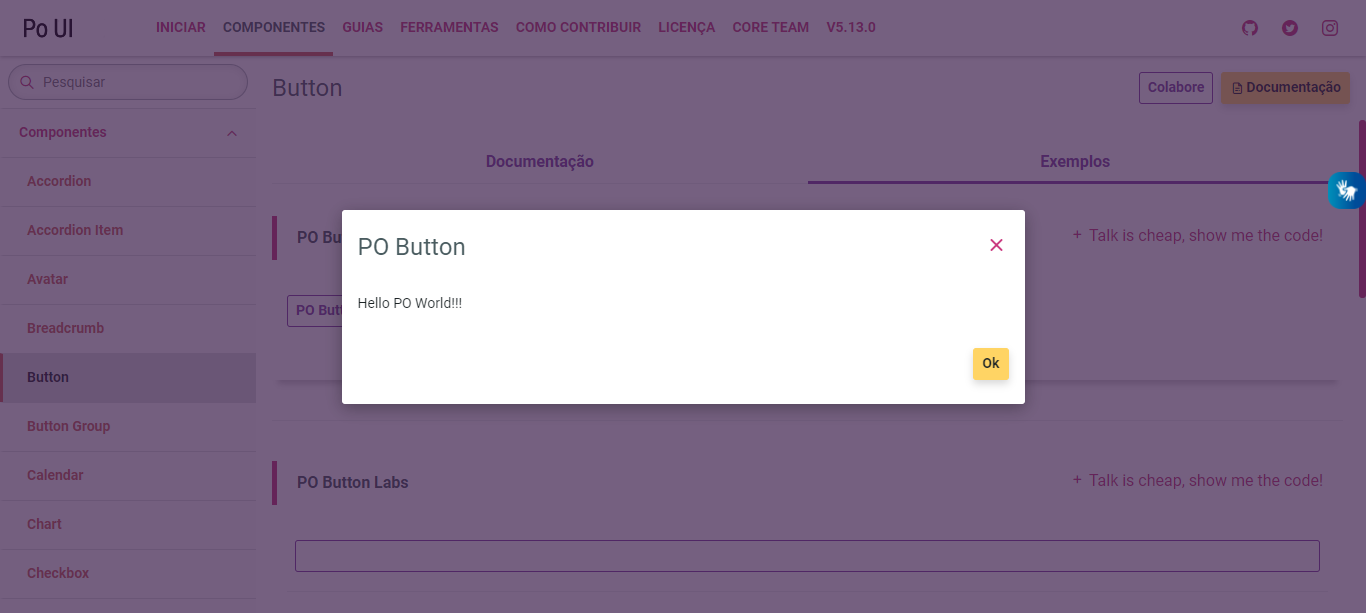 Po UI
INICIAR COMPONENTES GUIAS FERRAMENTAS COMO CONTRIBUIR LICENÇA CORE TEAM V5.13.0
Pesquisar
Componentes
Accordion
Accordion Item
Avatar
Breadcrumb
Button
Button Group
Calendar
Chart
Checkbox
Button
Colabore
Documentação
Documentação
Exemplos
PO Bu
+ Talk is cheap, show me the code!
PO Butt
PO Button
Hello PO World!!!
Ok
PO Button Labs
+ Talk is cheap, show me the code!